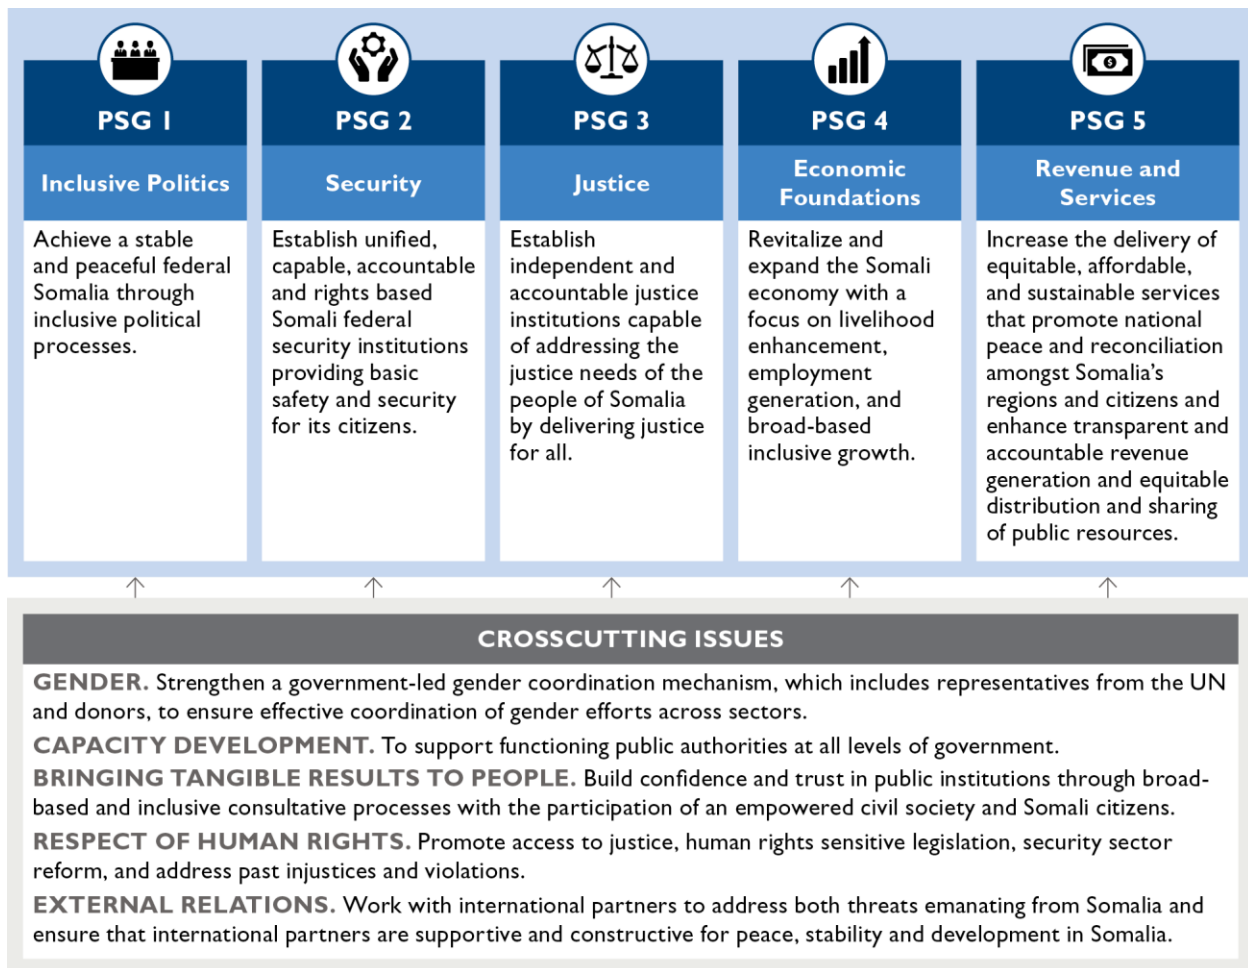 PSG 1
Inclusive Politics
Achieve a stable
and peaceful federal
Somalia through
inclusive political
processes.
PSG 2
Security
Establish unified,
capable, accountable
and rights based
Somali federal
security institutions
providing basic
safety and security
for its citizens.
PSG 3
Justice
Establish
independent and
accountable justice
institutions capable
of addressing the
justice needs of the
people of Somalia
by delivering justice
for all.
PSG 4
Economic
Foundations
Revitalize and
expand the Somali
economy with a
focus on livelihood
enhancement,
employment
generation, and
broad-based
inclusive growth.
PSG 5
Revenue and
Services
Increase the delivery of
equitable, affordable,
and sustainable services
that promote national
peace and reconciliation
amongst Somalia's
regions and citizens and
enhance transparent and
accountable revenue
generation and equitable
distribution and sharing
of public resources.
CROSSCUTTING ISSUES
GENDER. Strengthen a government-led gender coordination mechanism, which includes representatives from the UN
and donors, to ensure effective coordination of gender efforts across sectors.
CAPACITY DEVELOPMENT. To support functioning public authorities at all levels of government.
BRINGING TANGIBLE RESULTS TO PEOPLE. Build confidence and trust in public institutions through broad-
based and inclusive consultative processes with the participation of an empowered civil society and Somali citizens.
RESPECT OF HUMAN RIGHTS. Promote access to justice, human rights sensitive legislation, security sector
reform, and address past injustices and violations.
EXTERNAL RELATIONS. Work with international partners to address both threats emanating from Somalia and
ensure that international partners are supportive and constructive for peace, stability and development in Somalia.